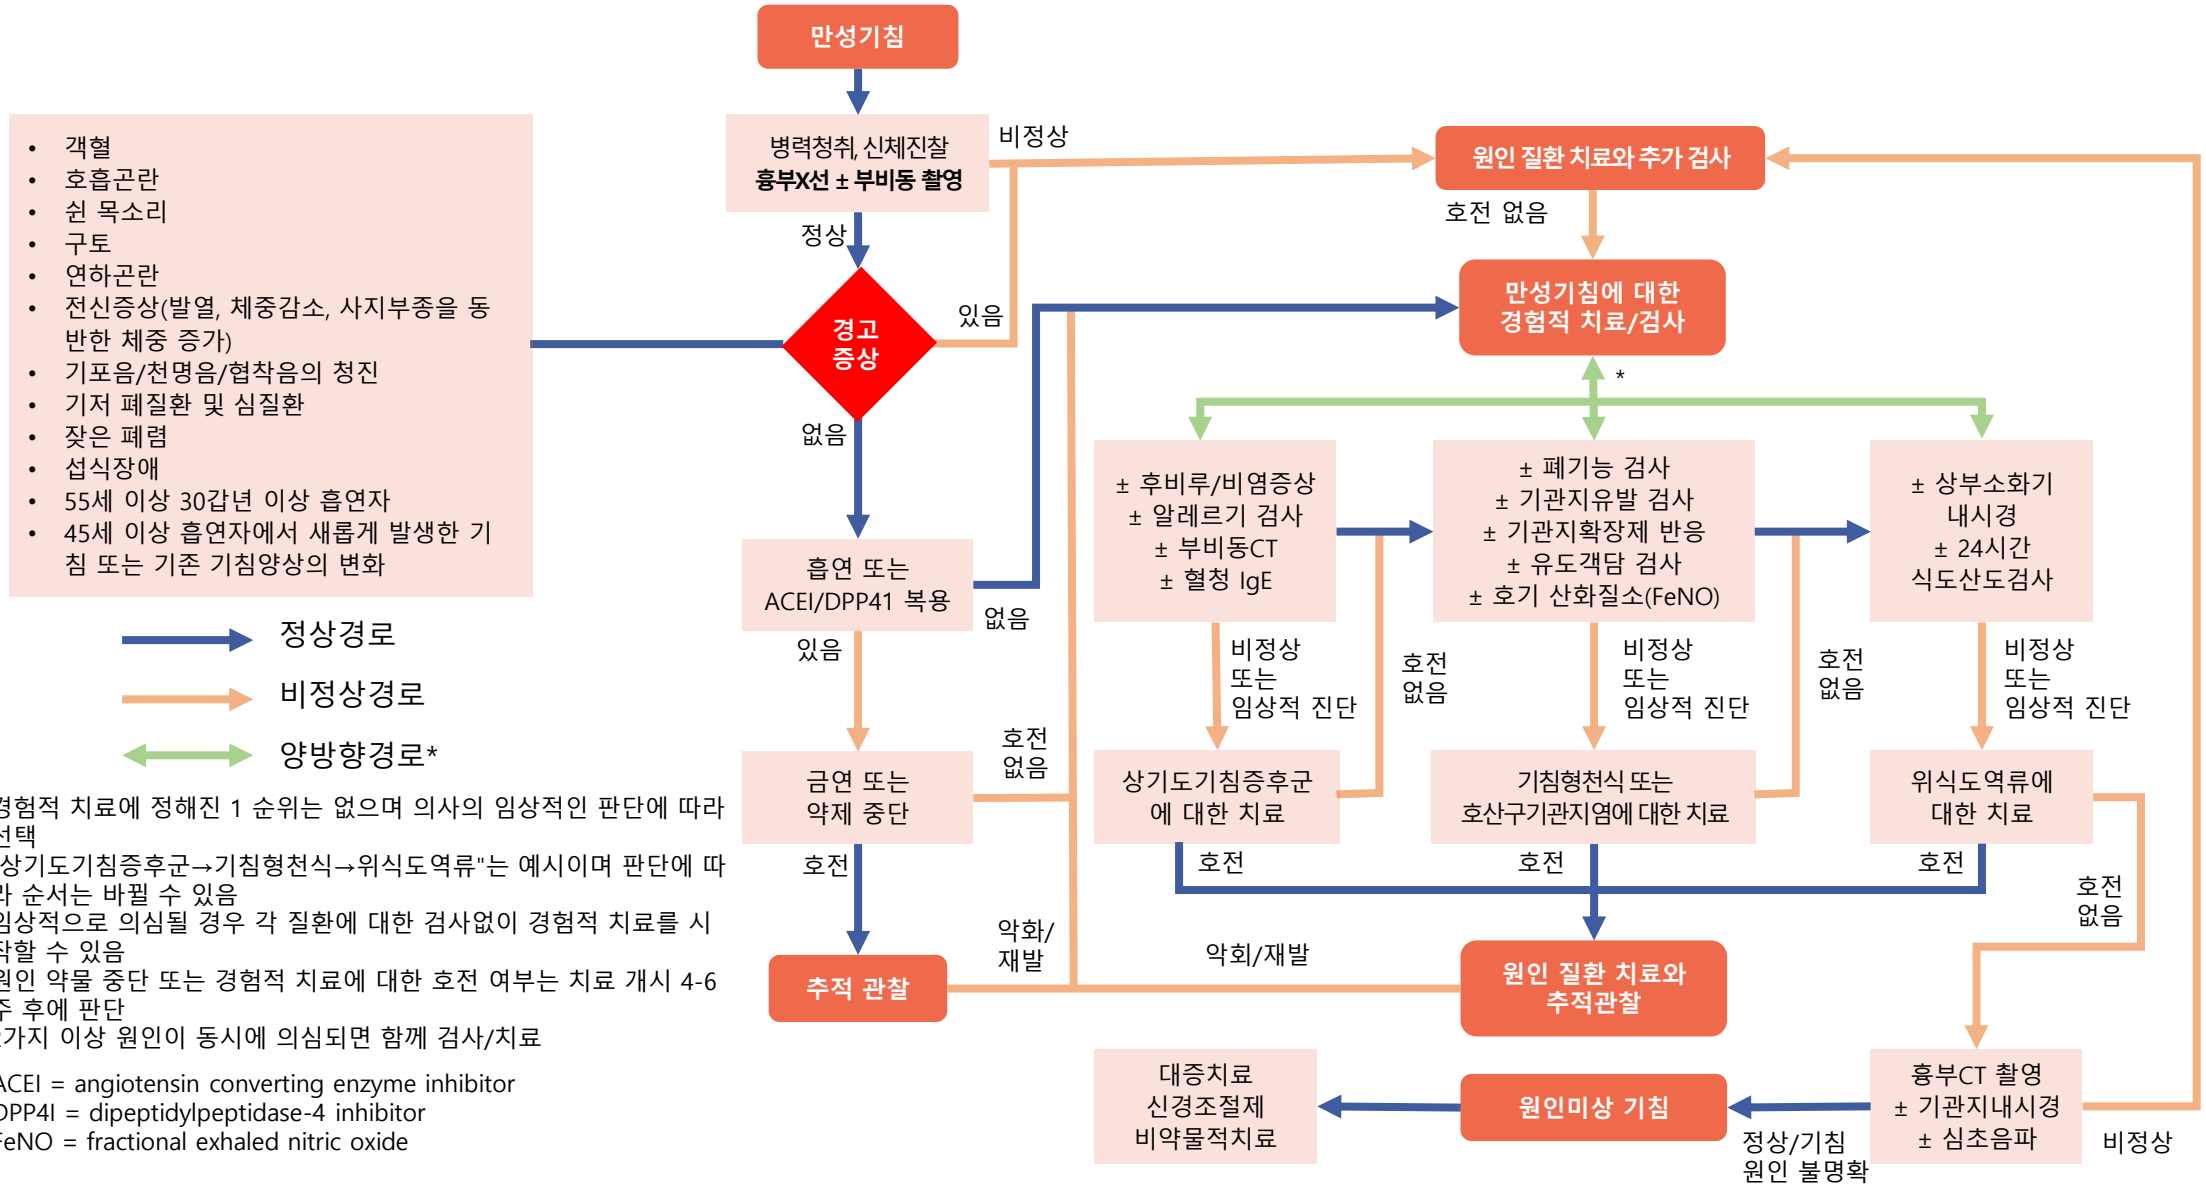 만성기침
병력청취, 신체진찰
흉부X선 ± 부비동 촬영
비정상
정상
원인 질환 치료와 추가 검사
호전 없음
• 객혈
• 호흡곤란
• 쉰 목소리
• 구토
• 연하곤란
• 전신증상(발열, 체중감소, 사지부종을 동
반한 체중 증가)
• 기포음/천명음/협착음의 청진
• 기저 폐질환 및 심질환
• 잦은 폐렴
• 섭식장애
• 55세 이상 30갑년 이상 흡연자
• 45세 이상 흡연자에서 새롭게 발생한 기
침 또는 기존 기침양상의 변화
경고
증상
있음
없음
만성기침에 대한
경험적 치료/검사
*
흡연 또는
ACEI/DPP41 복용
없음
있음
± 후비루/비염증상
± 알레르기 검사
± 부비동CT
± 혈청 IgE
± 폐기능 검사
± 기관지유발 검사
± 기관지확장제 반응
± 유도객담 검사
± 호기 산화질소(FeNO)
± 상부소화기
내시경
± 24시간
식도산도검사
비정상
또는
임상적 진단
호전
없음
비정상
또는
임상적 진단
호전
없음
비정상
또는
임상적 진단
정상경로
비정상경로
양방향경로*
금연 또는
약제 중단
호전
없음
호전
상기도기침증후군
에 대한 치료
기침형천식 또는
호산구기관지염에 대한 치료
위식도역류에
대한 치료
호전
호전
호전
호전
없음
경험적 치료에 정해진 1 순위는 없으며 의사의 임상적인 판단에 따라
선택
상기도기침증후군→기침형천식→위식도역류"는 예시이며 판단에 따
라 순서는 바뀔 수 있음
임상적으로 의심될 경우 각 질환에 대한 검사없이 경험적 치료를 시
작할 수 있음
원인 약물 중단 또는 경험적 치료에 대한 호전 여부는 치료 개시 4-6
주 후에 판단
가지 이상 원인이 동시에 의심되면 함께 검사/치료
추적 관찰
악화/
재발
악회/재발
원인 질환 치료와
추적관찰
대증치료
신경조절제
비약물적치료
원인미상 기침
흉부CT 촬영
± 기관지내시경
± 심초음파
정상/기침
원인 불명확
비정상
ACEI = angiotensin converting enzyme inhibitor
DPP4I = dipeptidylpeptidase-4 inhibitor
FeNO = fractional exhaled nitric oxide